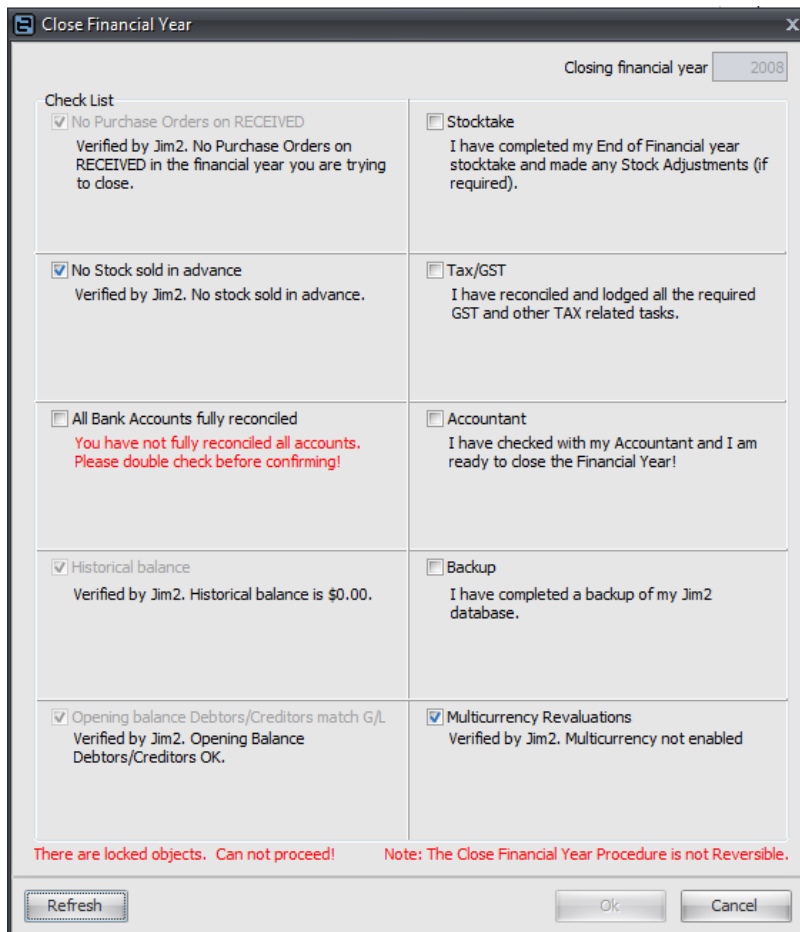 Close Financial Year
x
Closing financial year 2008
Check List
No Purchase Orders on RECEIVED
Verified by Jim2. No Purchase Orders on
RECEIVED in the financial year you are trying
to close.
Stocktake
I have completed my End of Financial year
stocktake and made any Stock Adjustments (if
required).
No Stock sold in advance
Verified by Jim2. No stock sold in advance.
Tax/GST
I have reconciled and lodged all the required
GST and other TAX related tasks.
All Bank Accounts fully reconciled
You have not fully reconciled all accounts.
Please double check before confirming!
Accountant
I have checked with my Accountant and I am
ready to close the Financial Year!
Historical balance
Verified by Jim2. Historical balance is $0.00.
Backup
I have completed a backup of my Jim2
database.
Opening balance Debtors/Creditors match G/L
Verified by Jim2. Opening Balance
Debtors/Creditors OK.
Multicurrency Revaluations
Verified by Jim2. Multicurrency not enabled
There are locked objects. Can not proceed!
Note: The Close Financial Year Procedure is not Reversible.
Refresh
Ok
Cancel